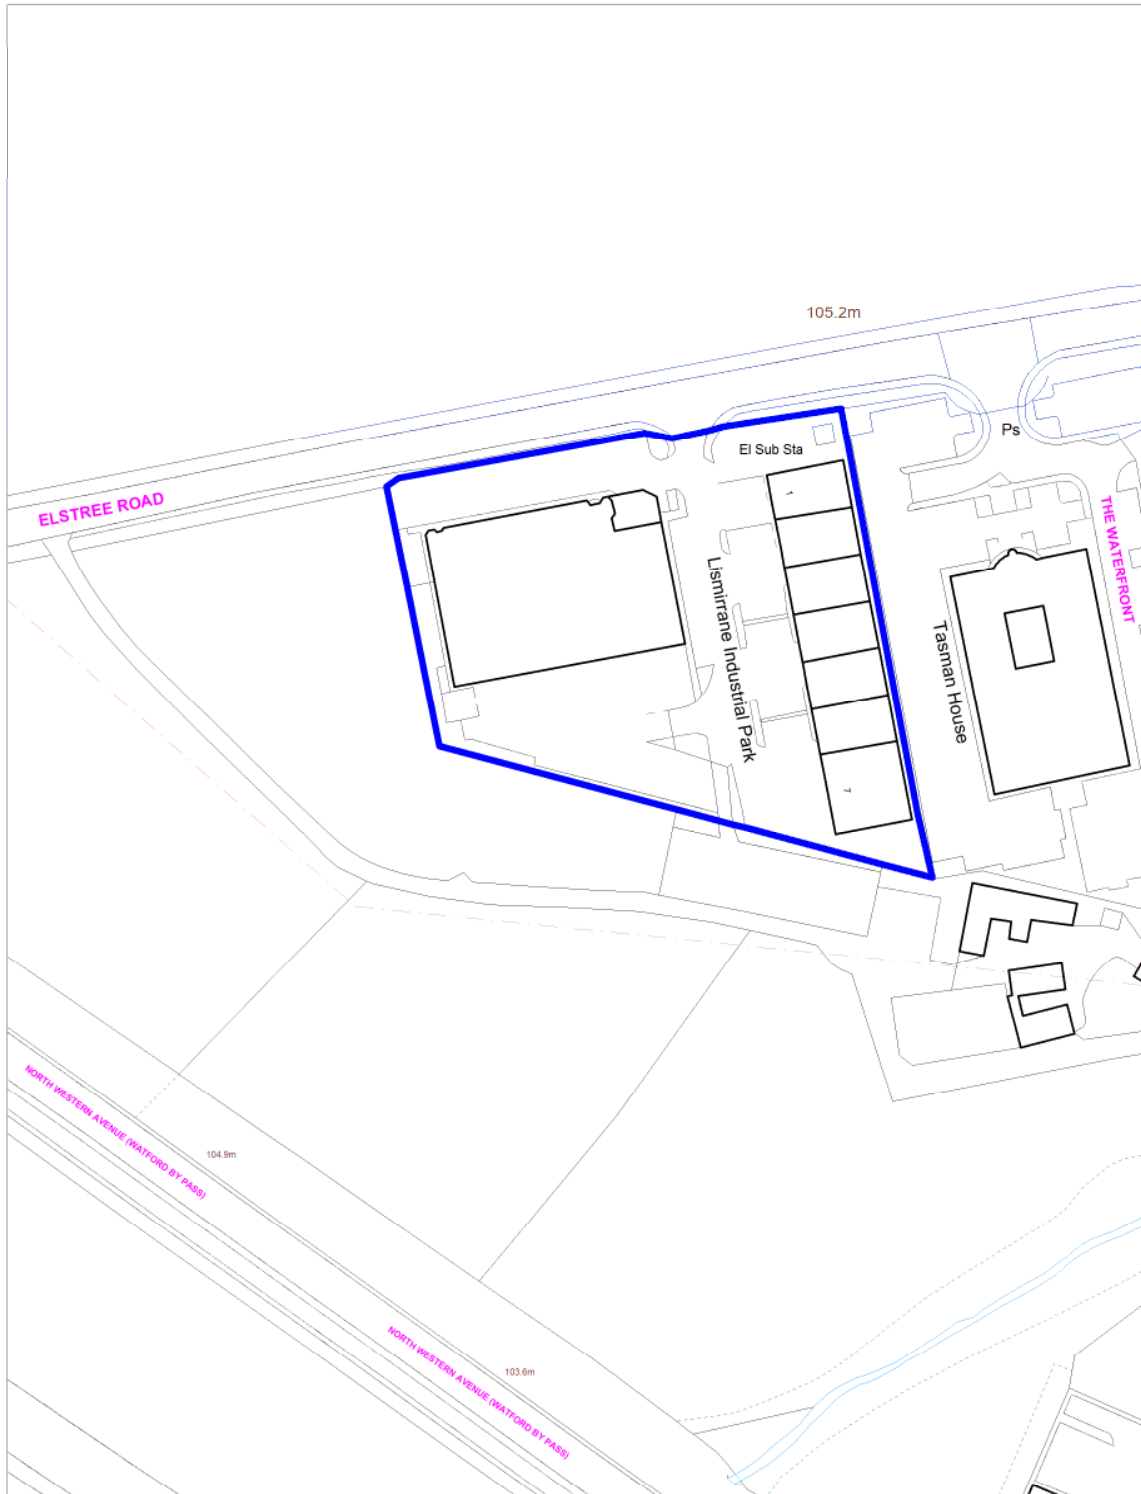 105.2m
Ps
El Sub Sta
ELSTREE ROAD
1
THE WATERFRONT
Lismirrane Industrial Park
Tasman House
7
NORTH WESTERN AVENUE (WATFORD BY PASS)
104.9m
NORTH WESTERN AVENUE (WATFORD BY PASS)
103.6m